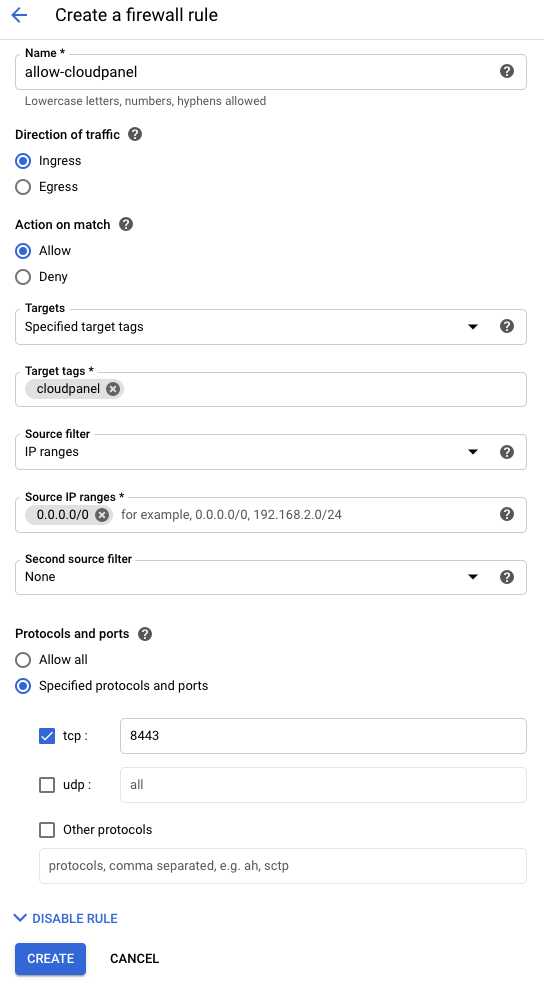 Create a firewall rule
Name *
allow-cloudpanel
Lowercase letters, numbers, hyphens allowed
Direction of traffic
Ingress
Egress
Action on match
Allow
Deny
Targets
Specified target tags
Target tags *
cloudpanel
Source filter
IP ranges
Source IP ranges *
0.0.0.0/0 for example, 0.0.0.0/0, 192.168.2.0/24
Second source filter
None
Protocols and ports
Allow all
Specified protocols and ports
tcp : 8443
udp : all
Other protocols
protocols, comma separated, e.g. ah, sctp
DISABLE RULE
CREATE CANCEL